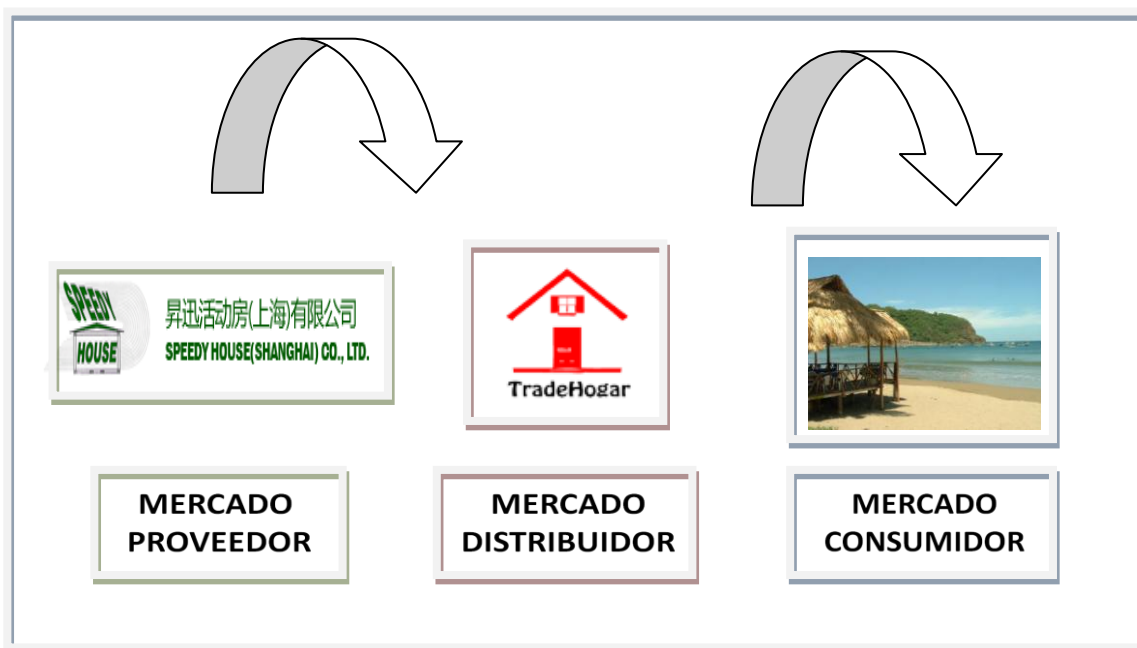 SPEEDY
HOUSE
昇迅活动房(上海)有限公司
SPEEDY HOUSE(SHANGHAI) CO., LTD.
TradeHogar
MERCADO
PROVEEDOR
MERCADO
DISTRIBUIDOR
MERCADO
CONSUMIDOR